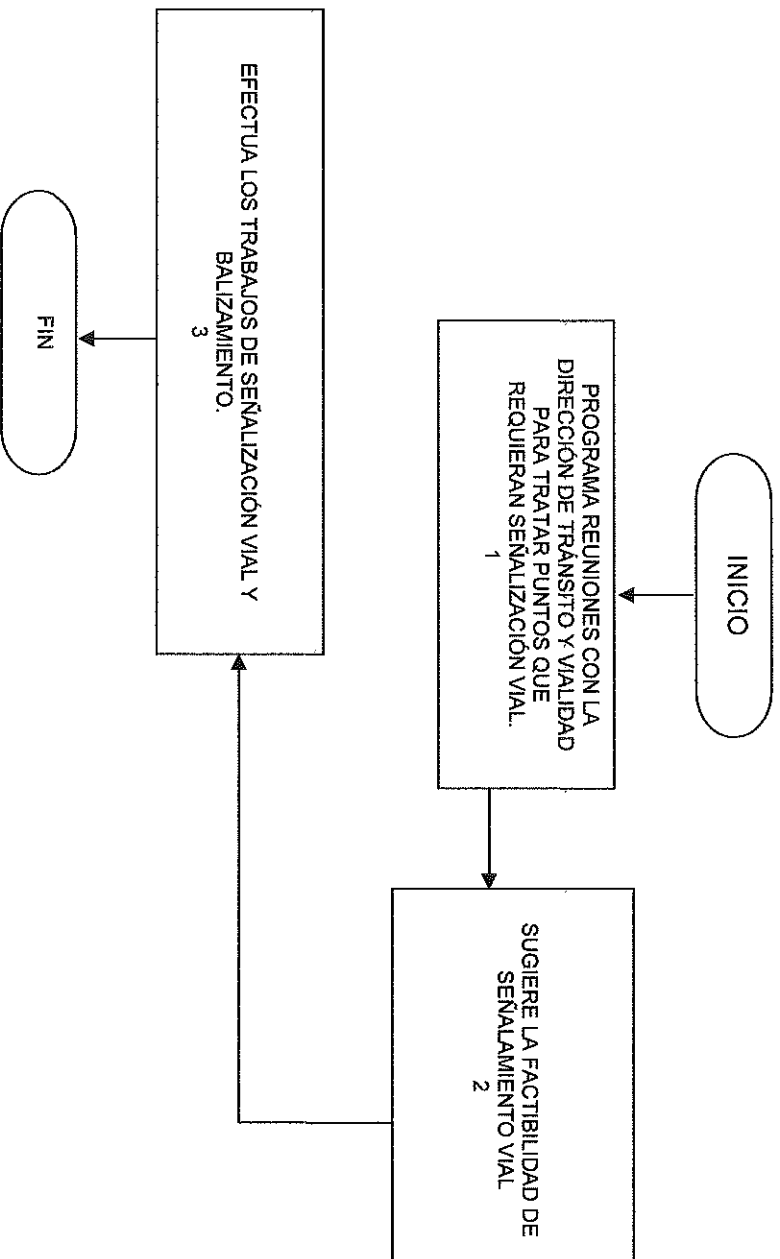 INICIO
PROGRAMA REUNIONES CON LA
DIRECCIÓN DE TRÁNSITO Y VIALIDAD
PARA TRATAR PUNTOS QUE
REQUIERAN SEÑALIZACIÓN VIAL.
1
SUGIERE LA FACTIBILIDAD DE
SEÑALAMIENTO VIAL
2
EFECTUA LOS TRABAJOS DE SEÑALIZACIÓN VIAL Y
BALIZAMIENTO.
3
FIN